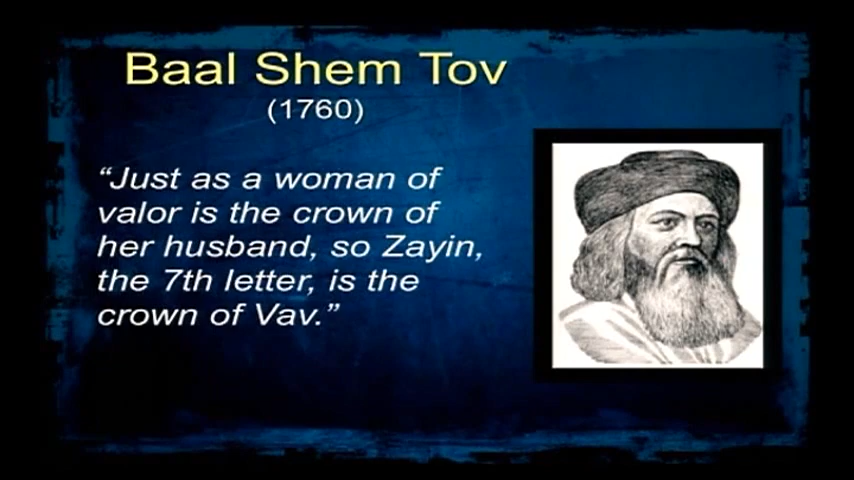 Baal Shem Tov
(1760)
“Just as a woman of
valor is the crown of
her husband, so Zayin,
the 7th letter, is the
crown of Vav.”